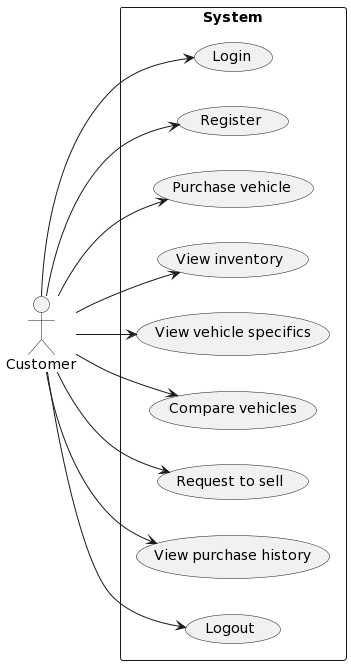 System
Login
Register
Purchase vehicle
View inventory
View vehicle specifics
Customer
Compare vehicles
Request to sell
View purchase history
Logout